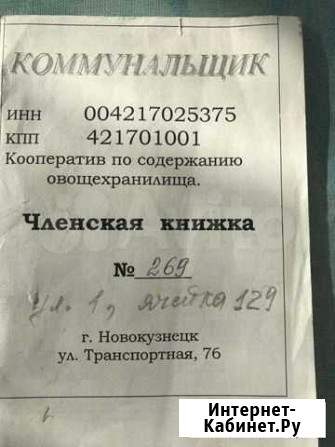 КОММУНАЛЬЩИК
ИНН 004217025375
КПП 421701001
Кооператив по содержанию
овощехранилища.
Членская книжка
№ 269
ул. 1, ячейка 129
г. Новокузнецк
ул. Транспортная, 76
Интернет-
Кабинет.Ру